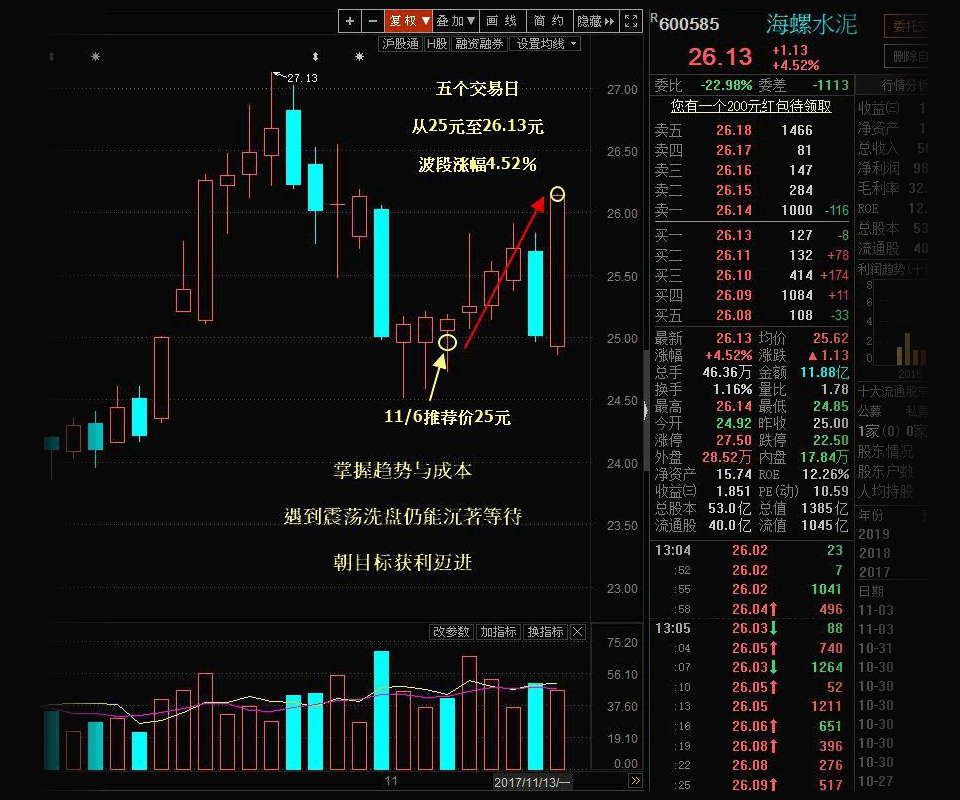 + − 复权▼ 叠加▼ 画线 简约 隐藏
沪股通 H股 融资融券 设置均线
27.13
五个交易日
从25元至26.13元
波段涨幅4.52%
11/6推荐价25元
掌握趋势与成本
遇到震荡洗盘仍能沉著等待
朝目标获利迈进
27.00
26.50
26.00
25.50
25.00
24.50
24.00
23.50
23.00
改参数 加指标 换指标
75.20
56.10
37.60
19.10
0.00
11 2017/11/13/一
R 600585 海螺水泥
26.13 +1.13
+4.52%
委比 -22.98% 委差 -1113
您有一个200元红包待领取
卖五 26.18 1466
卖四 26.17 81
卖三 26.16 147
卖二 26.15 284
卖一 26.14 1000 -116
买一 26.13 127 -8
买二 26.11 132 +78
买三 26.10 414 +174
买四 26.09 1084 +11
买五 26.08 108 -33
最新 26.13 均价 25.62
涨幅 +4.52% 涨跌 ▲1.13
总手 46.36万 金额 11.88亿
换手 1.16% 量比 1.78
最高 26.14 最低 24.85
今开 24.92 昨收 25.00
涨停 27.50 跌停 22.50
外盘 28.52万 内盘 17.84万
净资产 15.74 ROE 12.26%
收益(三) 1.851 PE(动) 10.59
总股本 53.0亿 总值 1385亿
流通股 40.0亿 流值 1045亿
13:04 26.02 23
:52 26.02 7
:55 26.02 1041
:58 26.04↑ 496
13:05 26.03↓ 88
:04 26.05↑ 740
:07 26.03↓ 1264
:10 26.05↑ 52
:13 26.05 1211
:16 26.06↑ 651
:19 26.08↑ 396
:22 26.08 276
:25 26.09↑ 517
委托交
删除自
行情分析
收益(三) 1
净资产 1
总收入
净利润 98
毛利率 32.
ROE 12.
总股本 53
流通股 40
利润趋势(十
8
6
4
2
0
2015
十大流通股东
公募 私募
1家(0) 0家
股东情况
股东户数
人均持股
年份
2019
2018
2017
日期
11-03
11-03
10-31
10-30
10-30
10-30
10-30
10-30
10-30
10-27